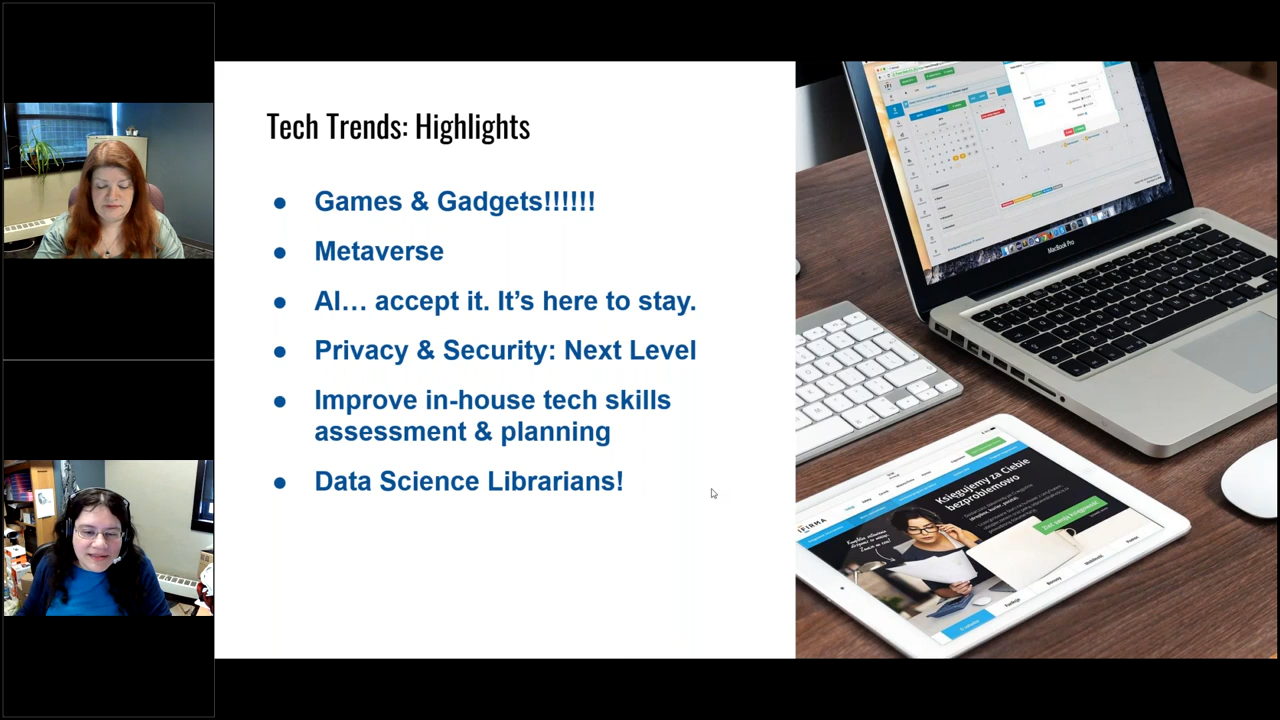 Tech Trends: Highlights
● Games & Gadgets!!!!!!
● Metaverse
● AI... accept it. It’s here to stay.
● Privacy & Security: Next Level
● Improve in-house tech skills
assessment & planning
● Data Science Librarians!
MacBook Pro
Księgujemy za Ciebie
bezproblemowo
IFIRMA